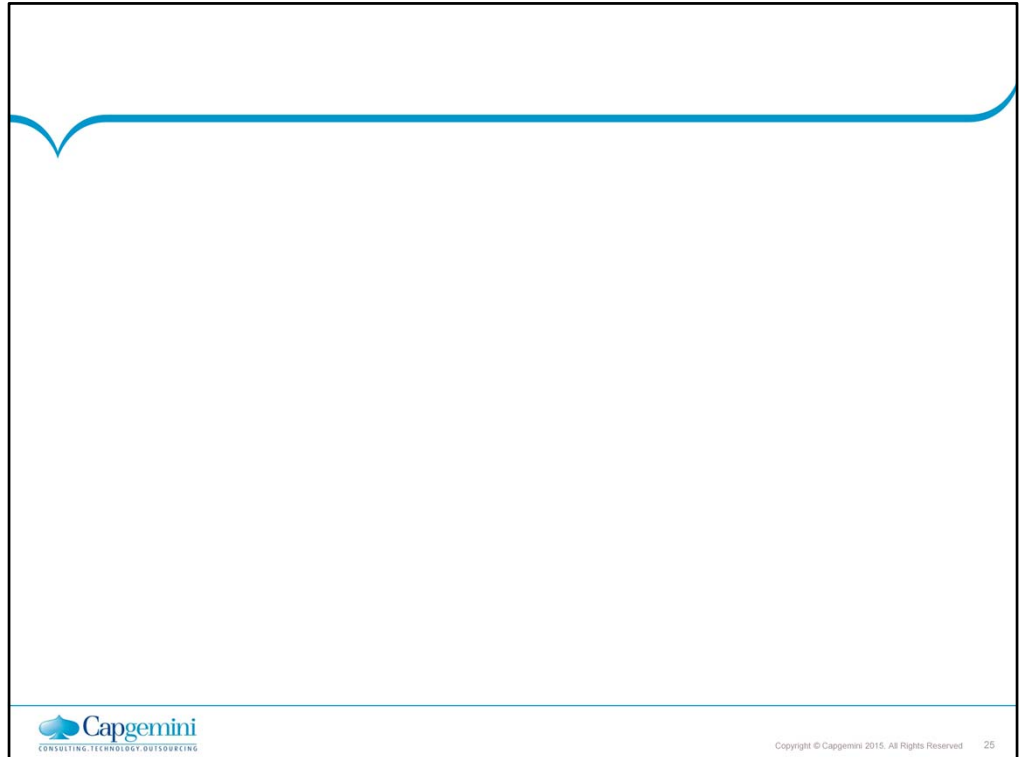 Capgemini
CONSULTING.TECHNOLOGY.OUTSOURCING
Copyright © Capgemini 2015. All Rights Reserved 25